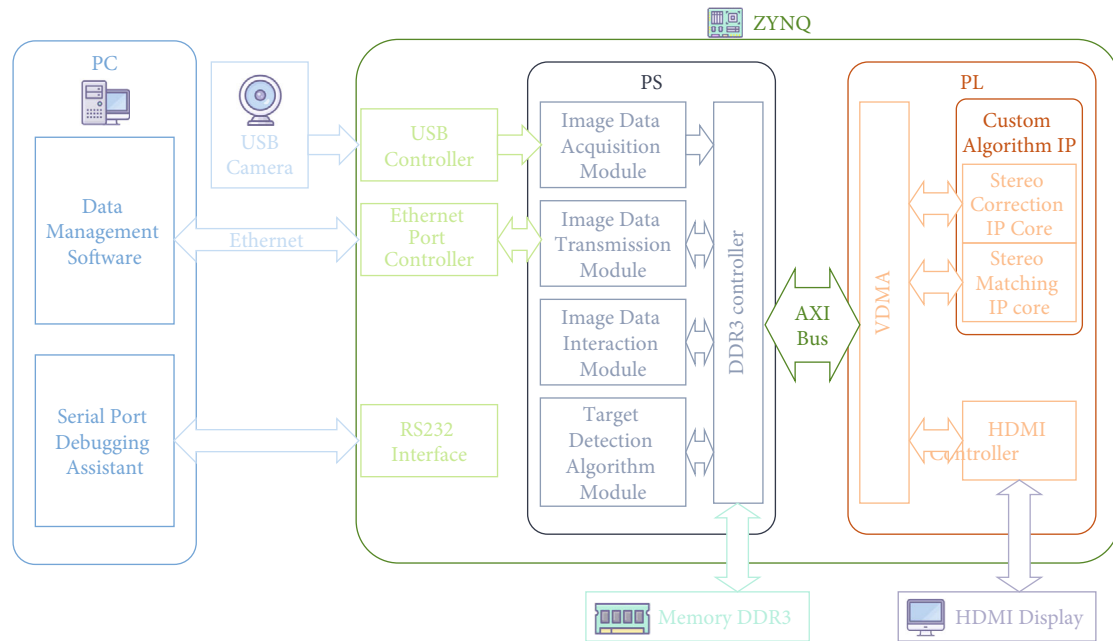 ZYNQ
PC
Data
Management
Software
Serial Port
Debugging
Assistant
USB
Camera
Ethernet
USB
Controller
Ethernet
Port
Controller
RS232
Interface
PS
Image Data
Acquisition
Module
Image Data
Transmission
Module
Image Data
Interaction
Module
Target
Detection
Algorithm
Module
DDR3 controller
AXI
Bus
PL
VDMA
Custom
Algorithm IP
Stereo
Correction
IP Core
Stereo
Matching
IP core
HDMI
Controller
Memory DDR3
HDMI Display